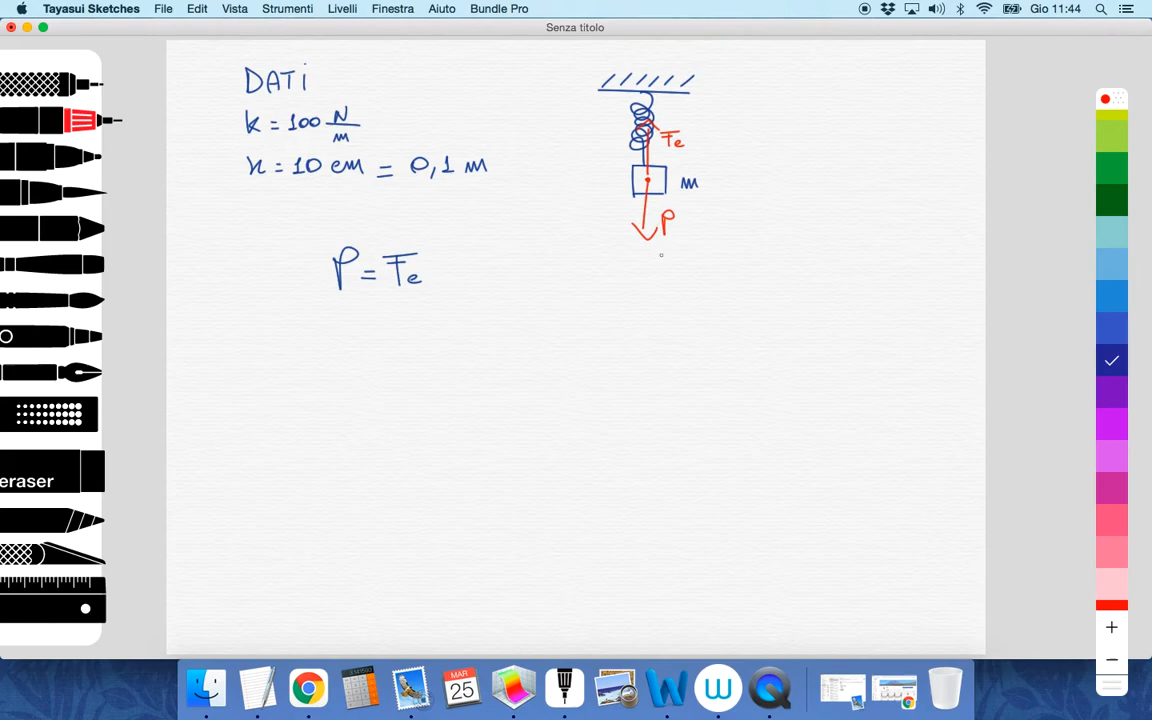 Tayasui Sketches File Edit Vista Strumenti Livelli Finestra Aiuto Bundle Pro Gio 11:44
Senza titolo
DATi
k = 100 N/m
x = 10 cm = 0,1 m
Fe
m
P
P = Fe
eraser
MAR
25